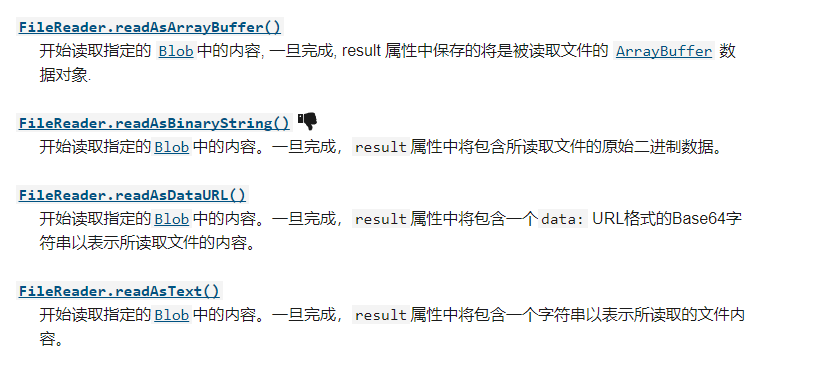 FileReader.readAsArrayBuffer()
开始读取指定的 Blob中的内容, 一旦完成, result 属性中保存的将是被读取文件的 ArrayBuffer 数
据对象.
FileReader.readAsBinaryString()
开始读取指定的Blob中的内容。一旦完成，result属性中将包含所读取文件的原始二进制数据。
FileReader.readAsDataURL()
开始读取指定的Blob中的内容。一旦完成，result属性中将包含一个data: URL格式的Base64字
符串以表示所读取文件的内容。
FileReader.readAsText()
开始读取指定的Blob中的内容。一旦完成，result属性中将包含一个字符串以表示所读取的文件内
容。